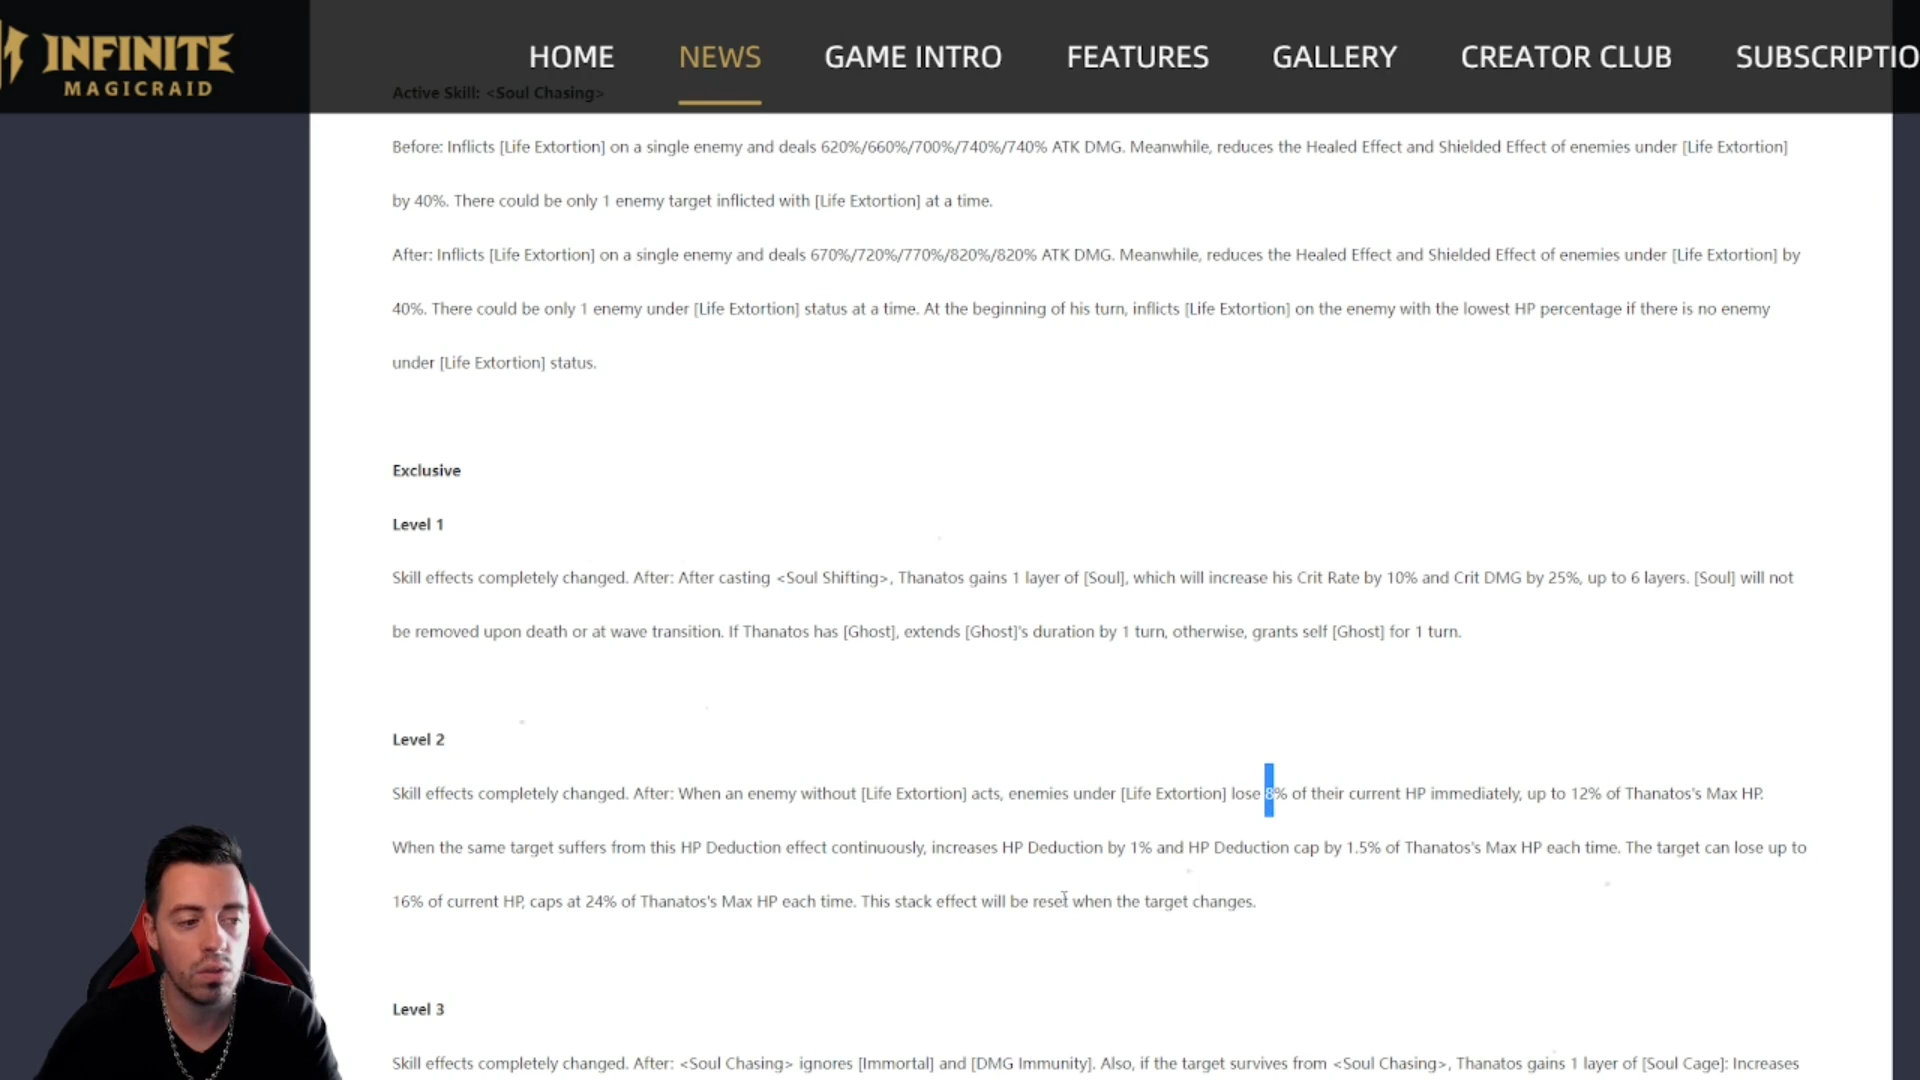 INFINITE
MAGICRAID
HOME NEWS GAME INTRO FEATURES GALLERY CREATOR CLUB SUBSCRIPTIO
Active Skill: <Soul Chasing>
Before: Inflicts [Life Extortion] on a single enemy and deals 620%/660%/700%/740%/740% ATK DMG. Meanwhile, reduces the Healed Effect and Shielded Effect of enemies under [Life Extortion]
by 40%. There could be only 1 enemy target inflicted with [Life Extortion] at a time.
After: Inflicts [Life Extortion] on a single enemy and deals 670%/720%/770%/820%/820% ATK DMG. Meanwhile, reduces the Healed Effect and Shielded Effect of enemies under [Life Extortion] by
40%. There could be only 1 enemy under [Life Extortion] status at a time. At the beginning of his turn, inflicts [Life Extortion] on the enemy with the lowest HP percentage if there is no enemy
under [Life Extortion] status.
Exclusive
Level 1
Skill effects completely changed. After: After casting <Soul Shifting>, Thanatos gains 1 layer of [Soul], which will increase his Crit Rate by 10% and Crit DMG by 25%, up to 6 layers. [Soul] will not
be removed upon death or at wave transition. If Thanatos has [Ghost], extends [Ghost]'s duration by 1 turn, otherwise, grants self [Ghost] for 1 turn.
Level 2
Skill effects completely changed. After: When an enemy without [Life Extortion] acts, enemies under [Life Extortion] lose 8% of their current HP immediately, up to 12% of Thanatos's Max HP.
When the same target suffers from this HP Deduction effect continuously, increases HP Deduction by 1% and HP Deduction cap by 1.5% of Thanatos's Max HP each time. The target can lose up to
16% of current HP, caps at 24% of Thanatos's Max HP each time. This stack effect will be reset when the target changes.
Level 3
Skill effects completely changed. After: <Soul Chasing> ignores [Immortal] and [DMG Immunity]. Also, if the target survives from <Soul Chasing>, Thanatos gains 1 layer of [Soul Cage]: Increases